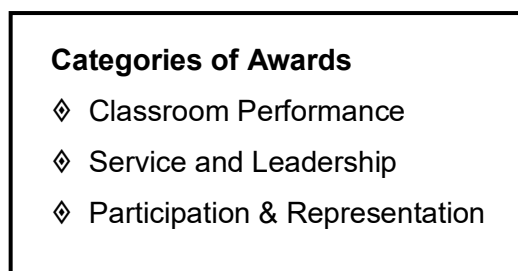 Categories of Awards
◈ Classroom Performance
◈ Service and Leadership
◈ Participation & Representation